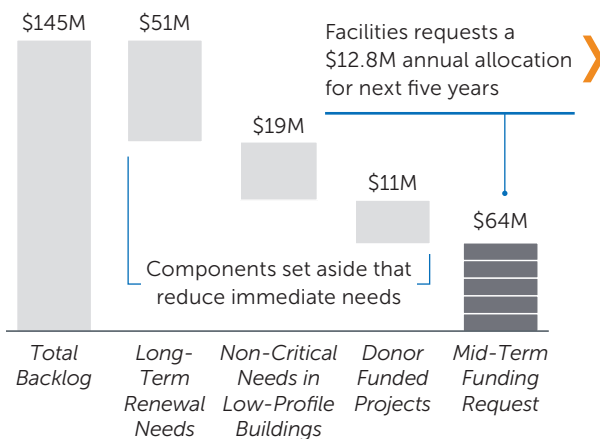 $145M
$51M
Facilities requests a
$12.8M annual allocation
for next five years
$19M
$11M
$64M
Components set aside that
reduce immediate needs
Total
Backlog
Long-
Term
Renewal
Needs
Non-Critical
Needs in
Low-Profile
Buildings
Donor
Funded
Projects
Mid-Term
Funding
Request